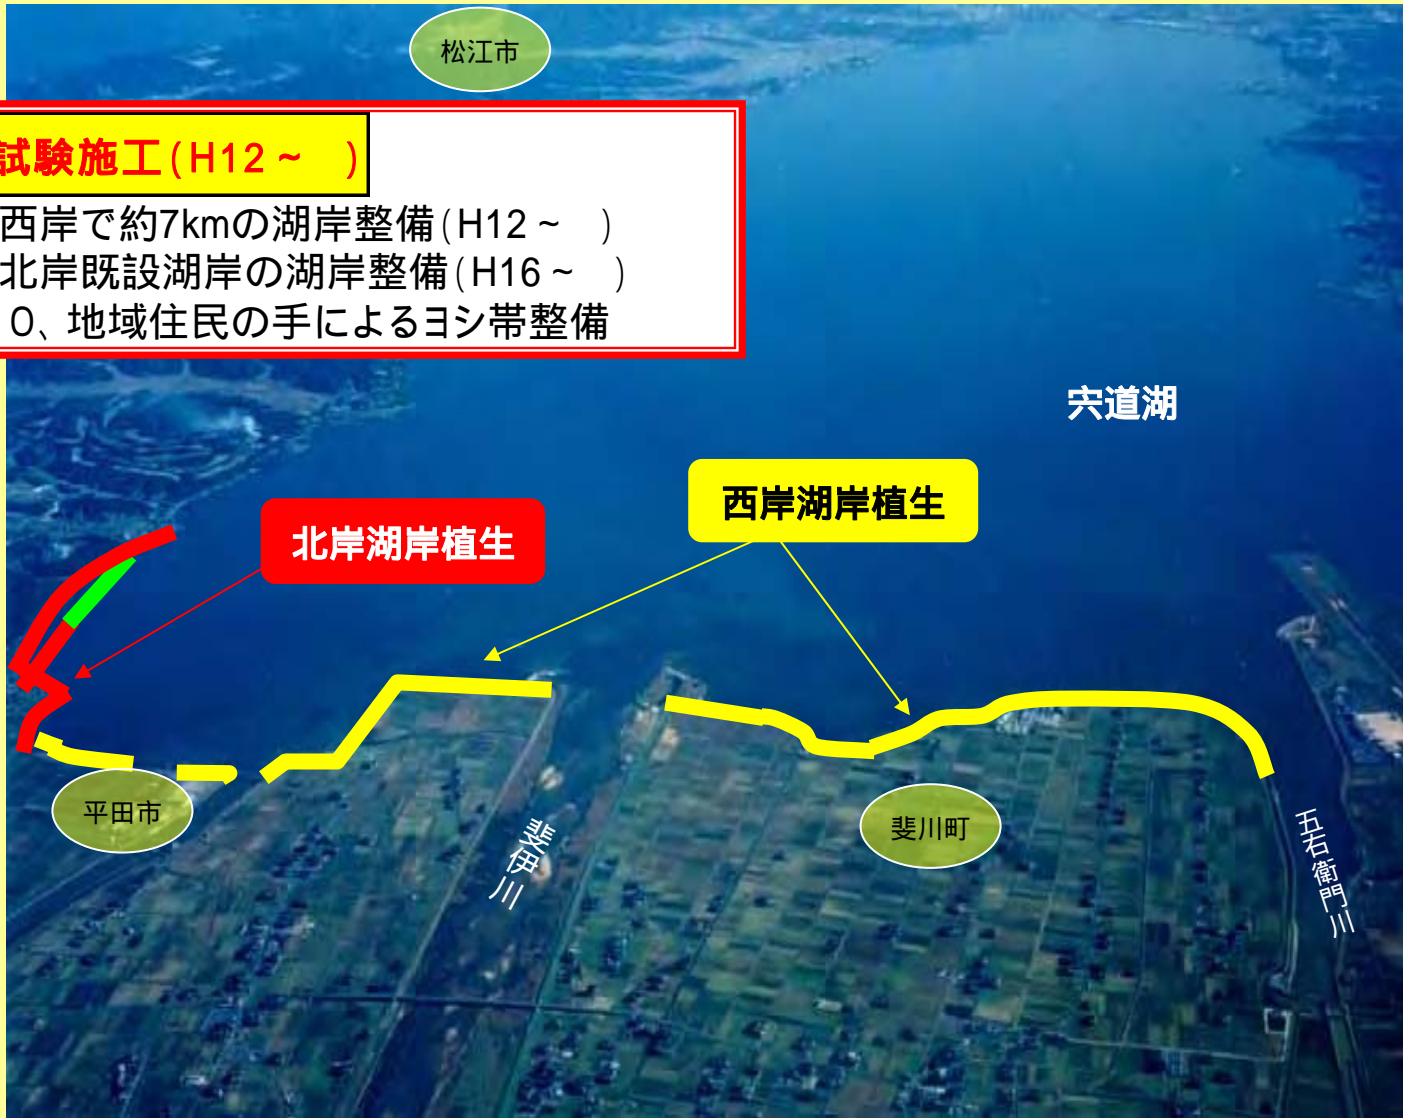 松江市
試験施工(H12～　)
西岸で約7kmの湖岸整備(H12～　)
北岸既設湖岸の湖岸整備(H16～　)
O、地域住民の手によるヨシ帯整備
宍道湖
西岸湖岸植生
北岸湖岸植生
平田市
斐伊川
斐川町
五右衛門川